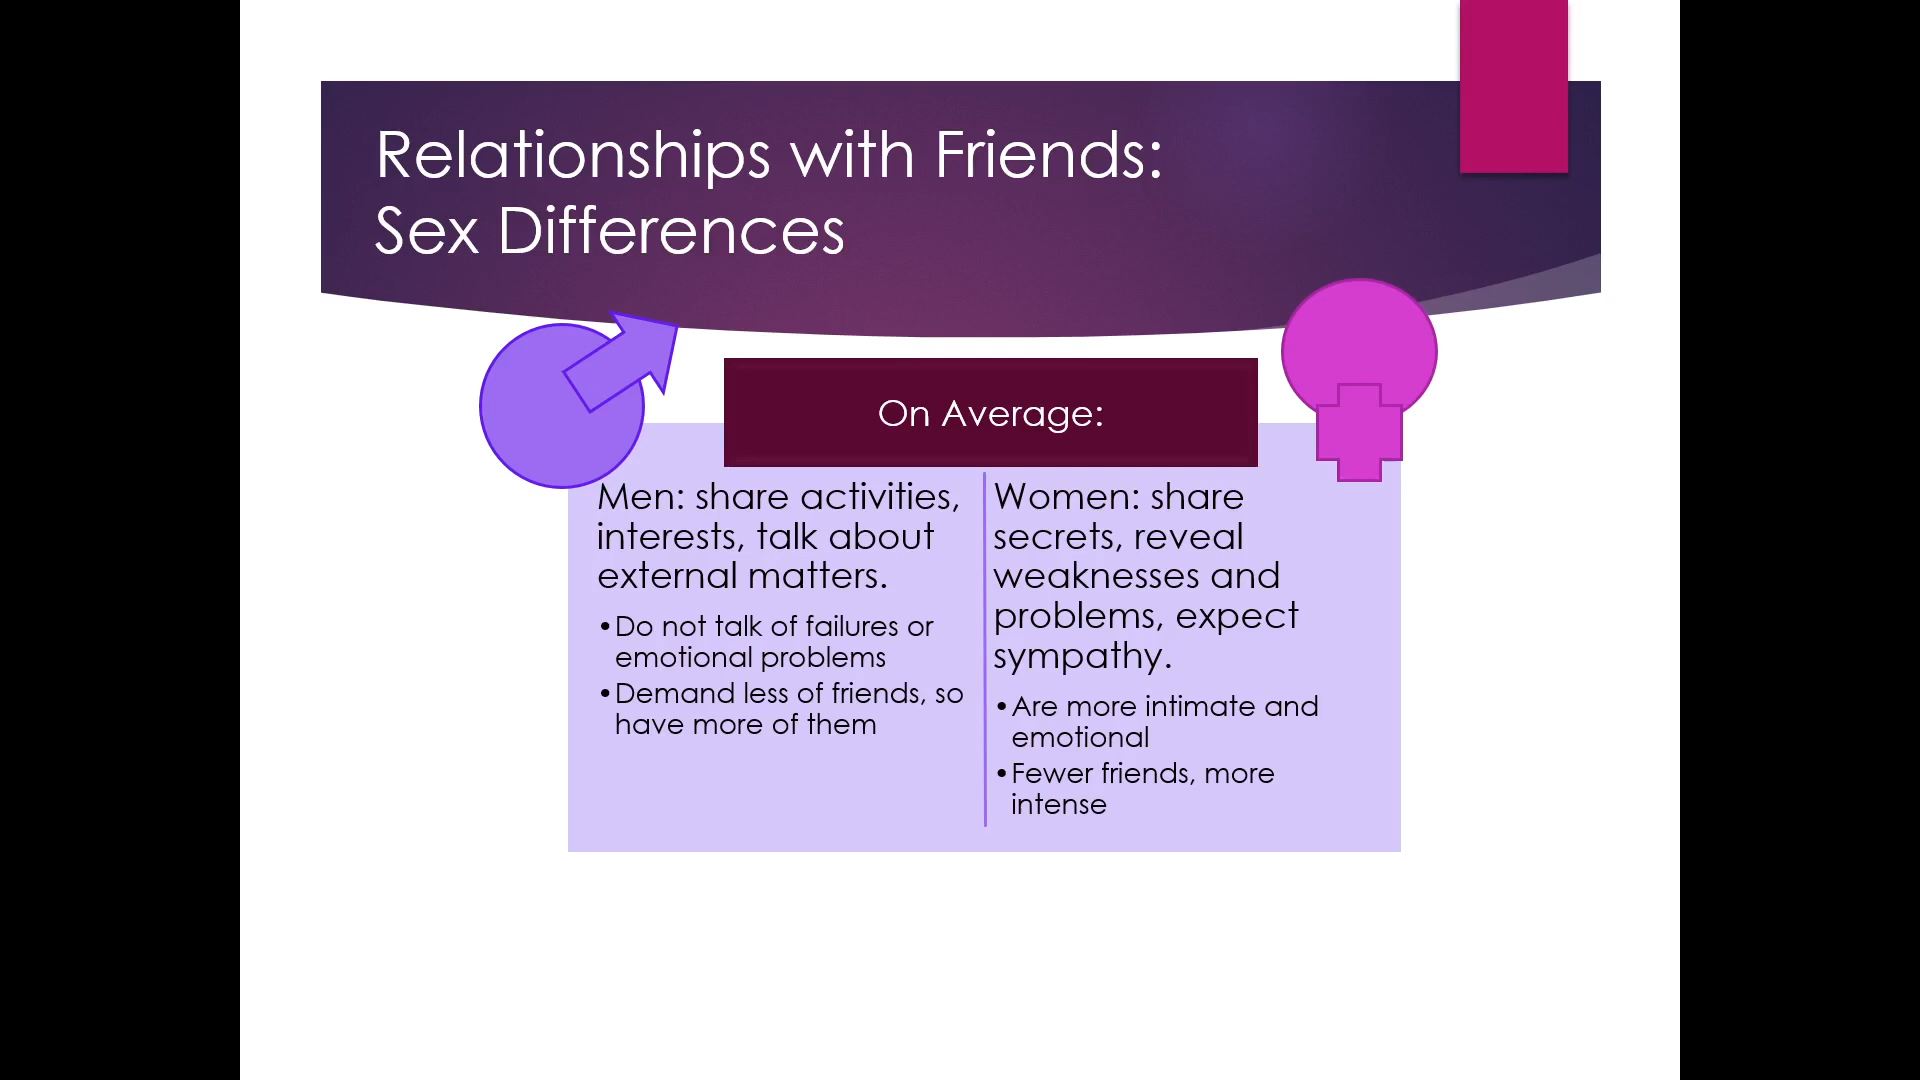 Relationships with Friends:
Sex Differences
On Average:
Men: share activities,
interests, talk about
external matters.
•Do not talk of failures or
emotional problems
•Demand less of friends, so
have more of them
Women: share
secrets, reveal
weaknesses and
problems, expect
sympathy.
•Are more intimate and
emotional
•Fewer friends, more
intense